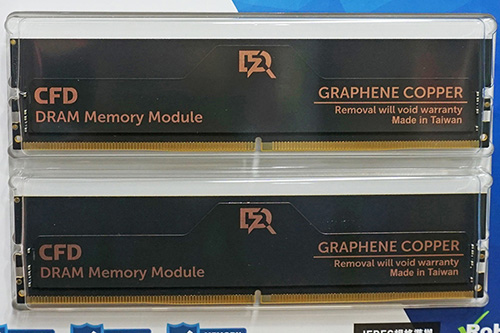 CFD
DRAM Memory Module
GRAPHENE COPPER
Removal will void warranty
Made in Taiwan
CFD
DRAM Memory Module
GRAPHENE COPPER
Removal will void warranty
Made in Taiwan